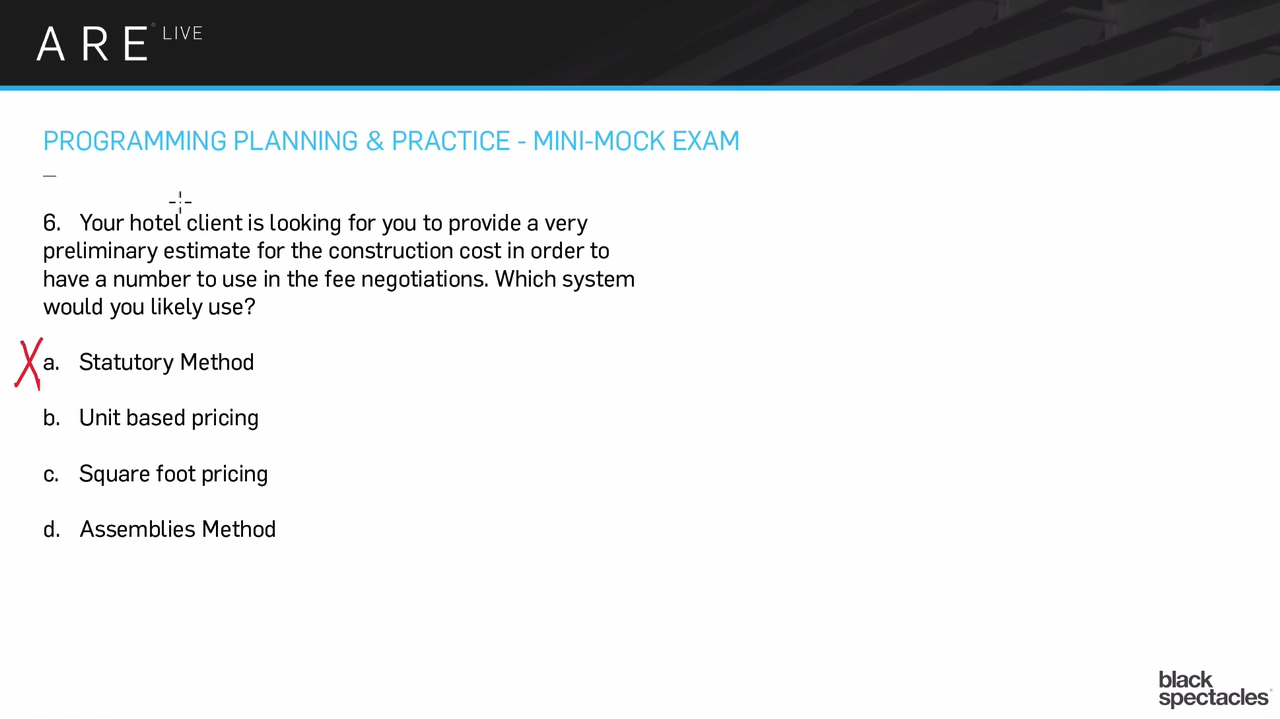 ARE® LIVE
PROGRAMMING PLANNING & PRACTICE - MINI-MOCK EXAM
—
6. Your hotel client is looking for you to provide a very
preliminary estimate for the construction cost in order to
have a number to use in the fee negotiations. Which system
would you likely use?
X a. Statutory Method
b. Unit based pricing
c. Square foot pricing
d. Assemblies Method
black
spectacles